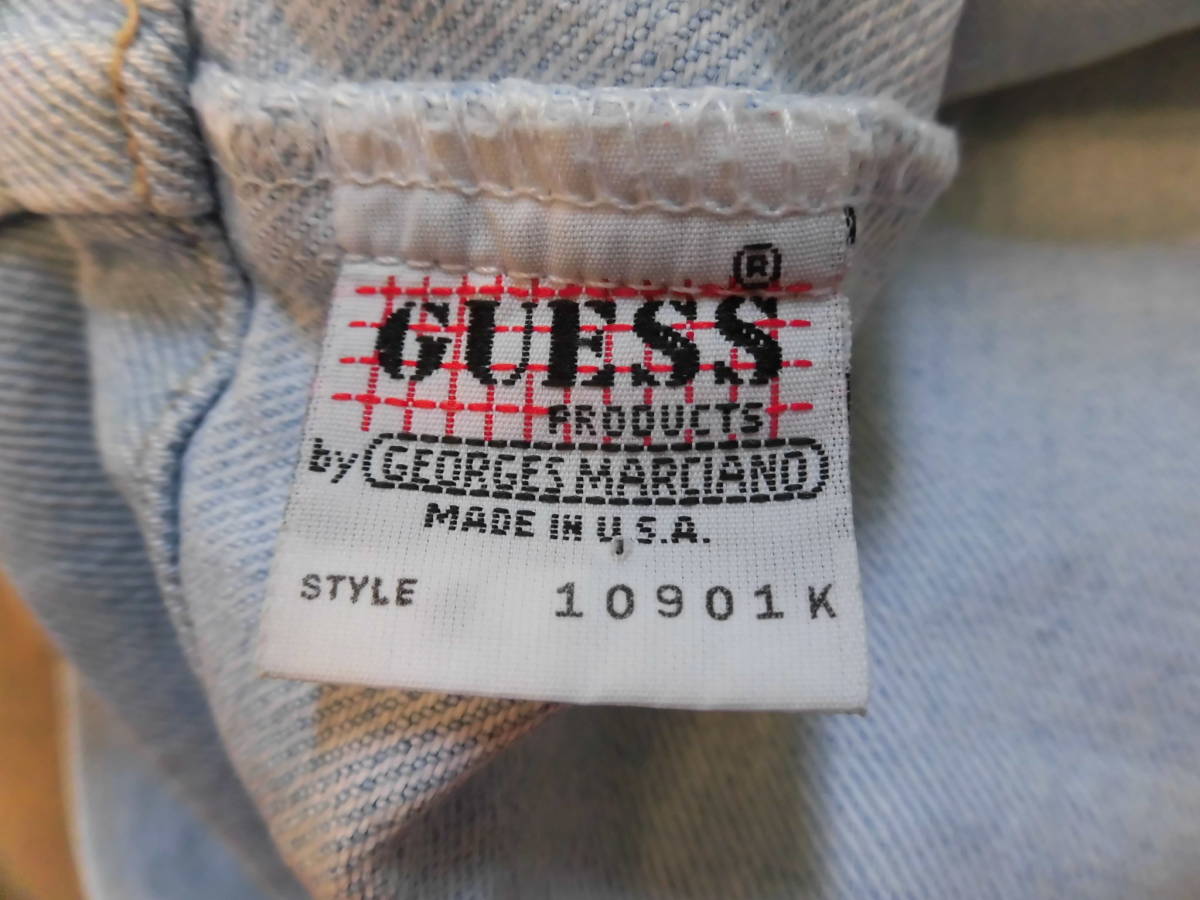 GUESS®
PRODUCTS
by GEORGES MARCIANO
MADE IN U.S.A.
STYLE 10901K